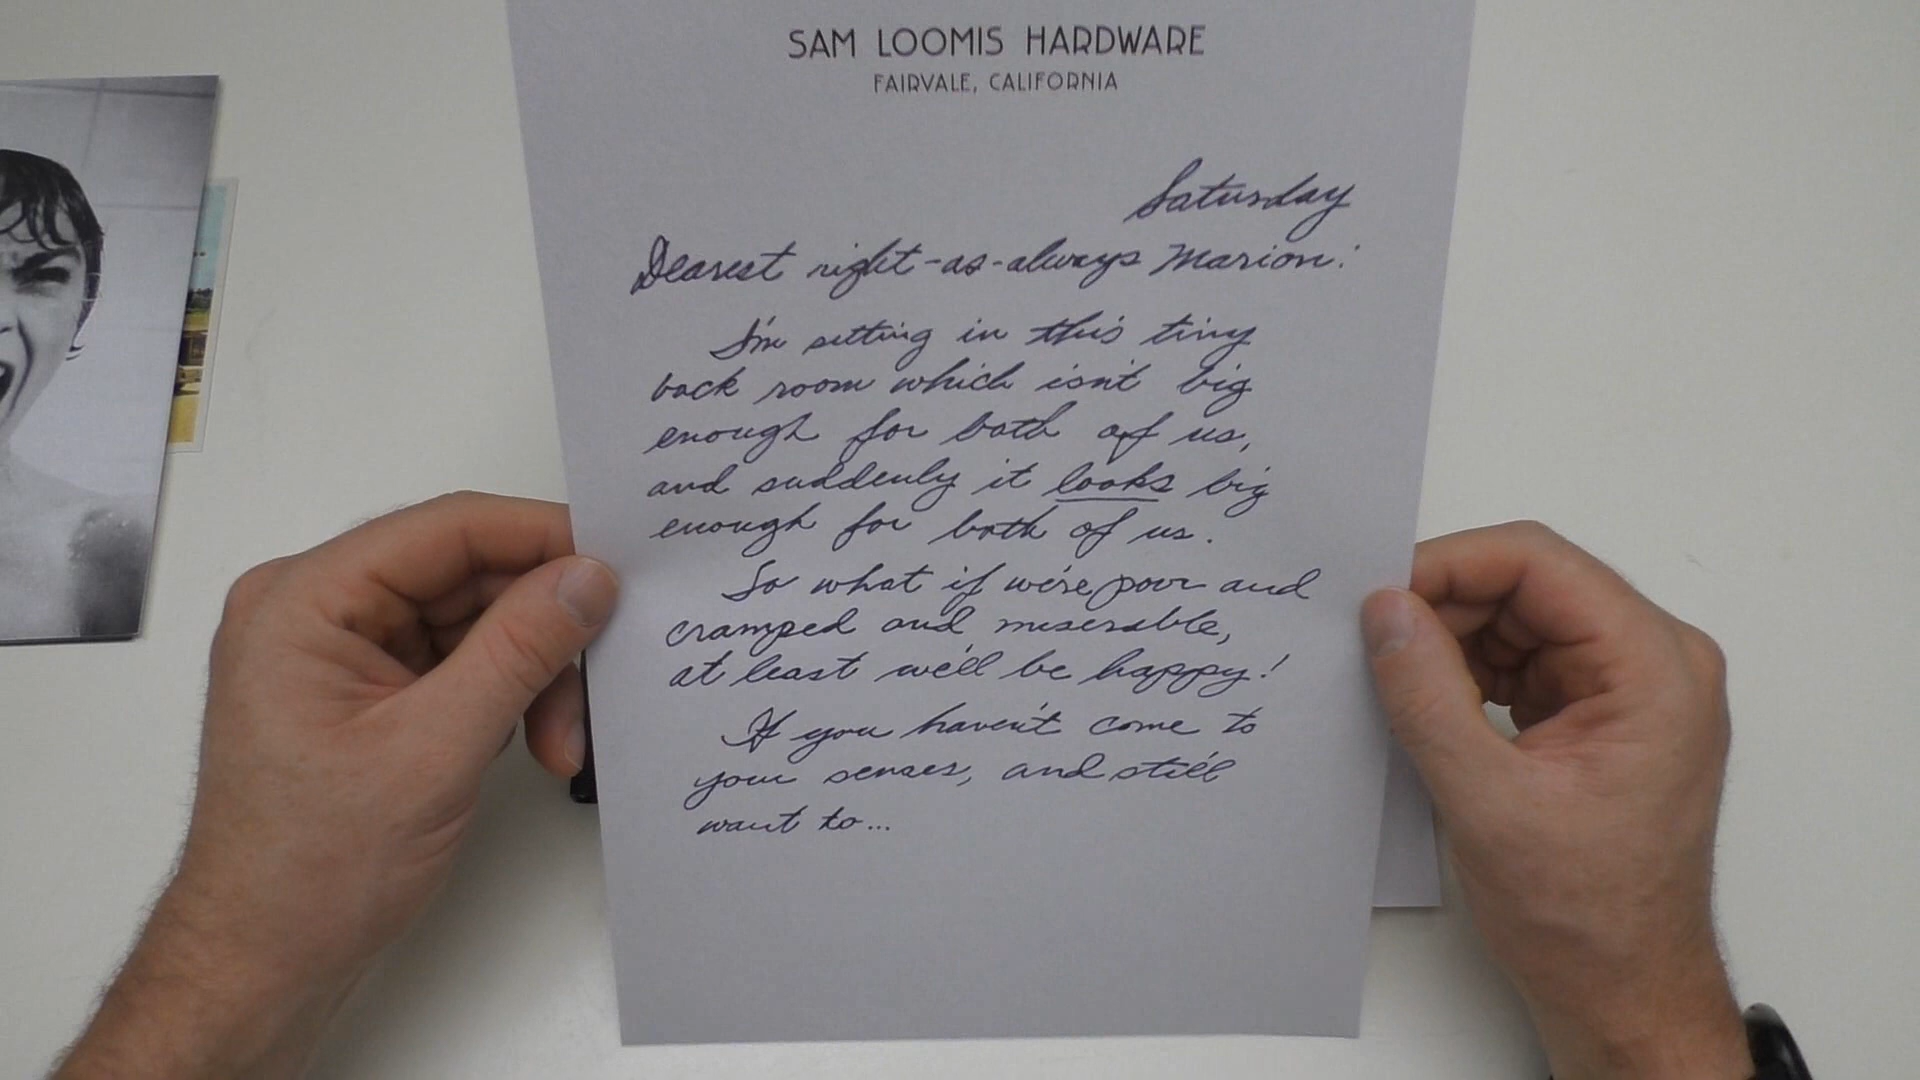 SAM LOOMIS HARDWARE
FAIRVALE, CALIFORNIA
Saturday
Dearest right-as-always Marion:
I'm sitting in this tiny
back room which isn't big
enough for both of us,
and suddenly it looks big
enough for both of us.
So what if we're poor and
cramped and miserable,
at least we'll be happy!
If you haven't come to
your senses, and still
want to...